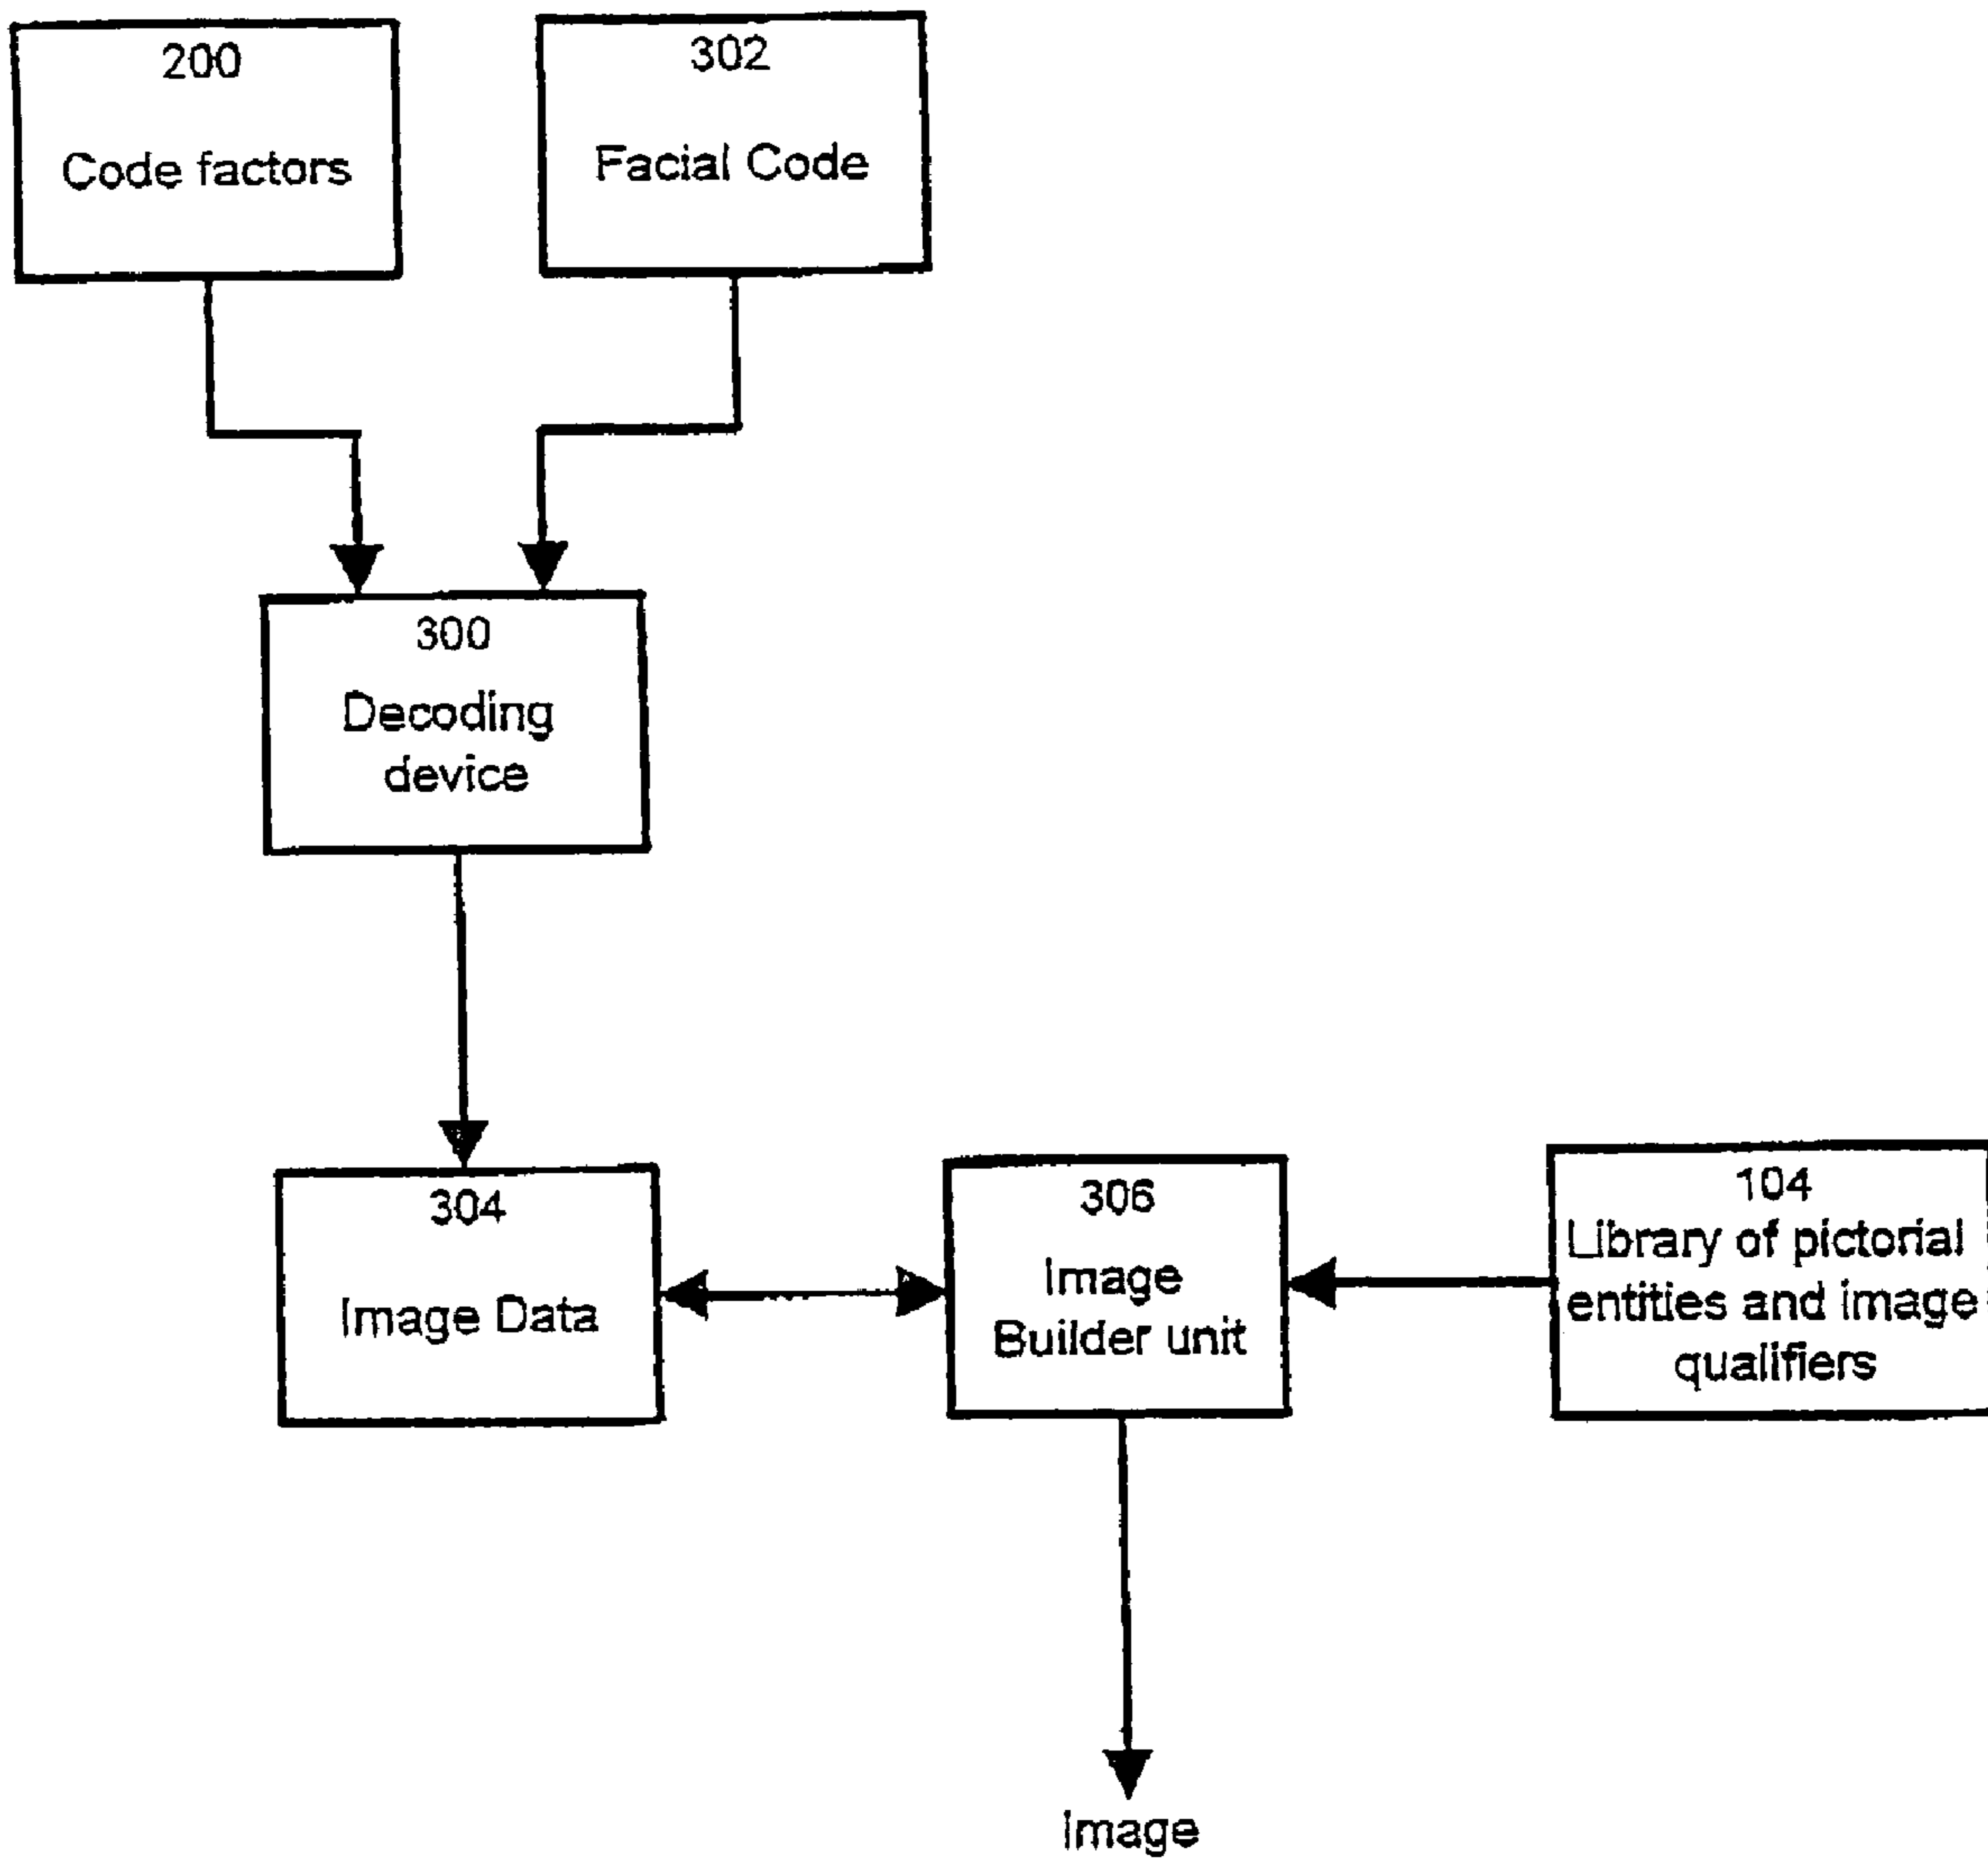 200
Code factors
302
Facial Code
300
Decoding
device
304
Image Data
306
Image
Builder unit
104
Library of pictorial
entities and image
qualifiers
image